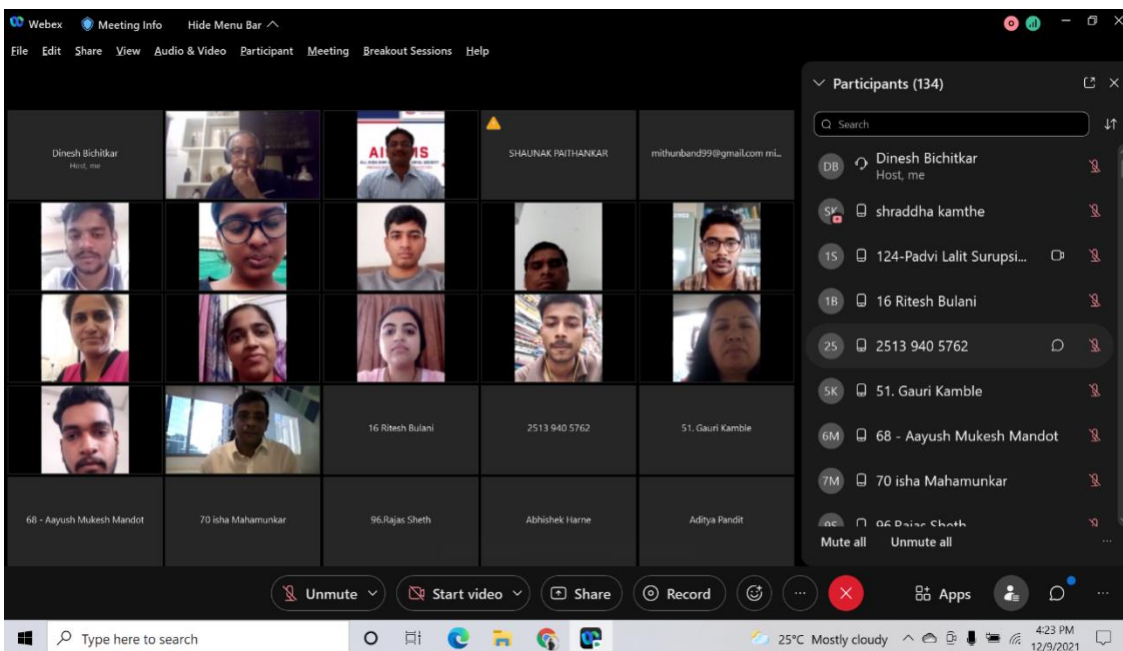 Webex Meeting Info Hide Menu Bar
File Edit Share View Audio & Video Participant Meeting Breakout Sessions Help
Dinesh Bichitkar
Host, me
SHAUNAK PAITHANKAR
mithunband99@gmail.com mi...
16 Ritesh Bulani
2513 940 5762
51. Gauri Kamble
68 - Aayush Mukesh Mandot
70 isha Mahamunkar
96.Rajas Sheth
Abhishek Harne
Aditya Pandit
Participants (134)
Search
DB Dinesh Bichitkar
Host, me
SK shraddha kamthe
1S 124-Padvi Lalit Surupsi...
1B 16 Ritesh Bulani
2S 2513 940 5762
5K 51. Gauri Kamble
6M 68 - Aayush Mukesh Mandot
7M 70 isha Mahamunkar
9S 96.Rajas Sheth
Mute all Unmute all
Unmute Start video Share Record Apps
Type here to search 25°C Mostly cloudy 4:23 PM
12/9/2021